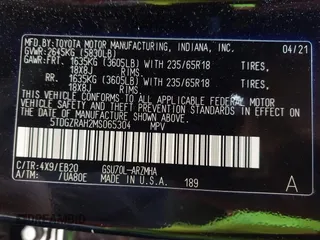 MFD. BY: TOYOTA MOTOR MANUFACTURING, INDIANA, INC. 04/21
GVWR: 2645KG (5830LB)
GAWR: FRT. 1635KG (3605LB) WITH 235/65R18 TIRES,
18X8J RIMS,
RR. 1635KG (3605LB) WITH 235/65R18 TIRES,
18X8J RIMS,
THIS VEHICLE CONFORMS TO ALL APPLICABLE FEDERAL MOTOR
VEHICLE SAFETY AND THEFT PREVENTION STANDARDS IN EFFECT
ON THE DATE OF MANUFACTURE SHOWN ABOVE.
5TDGZRAH2MS065304 MPV
C/TR: 4X9/EB20 GSU70L-ARZMHA
A/TM: /UA80E MADE IN U.S.A. 189 A